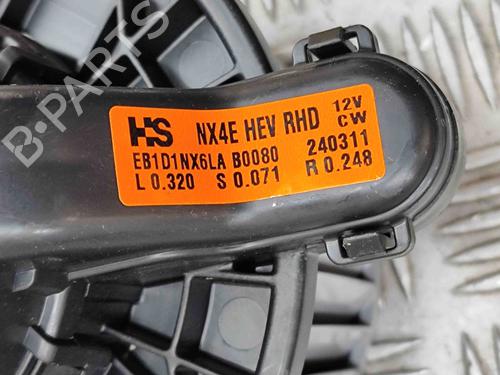 B-PARTS
HS NX4E HEV RHD 12V CW
EB1D1NX6LA B0080 240311
L 0.320 S 0.071 R 0.248